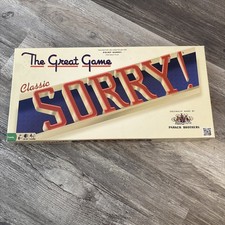 The Great Game
Classic
SORRY!
PARKER BROTHERS